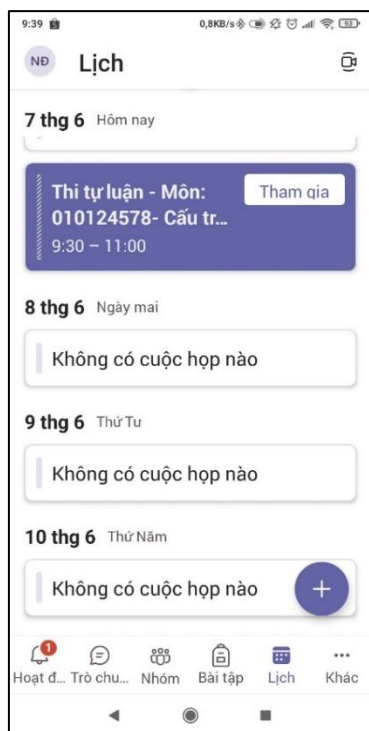 9:39 0,8KB/s 93
NĐ Lịch
7 thg 6 Hôm nay
Thi tự luận - Môn: Tham gia
010124578- Cấu tr...
9:30 – 11:00
8 thg 6 Ngày mai
Không có cuộc họp nào
9 thg 6 Thứ Tư
Không có cuộc họp nào
10 thg 6 Thứ Năm
Không có cuộc họp nào
+
1
Hoạt đ... Trò chu... Nhóm Bài tập Lịch Khác